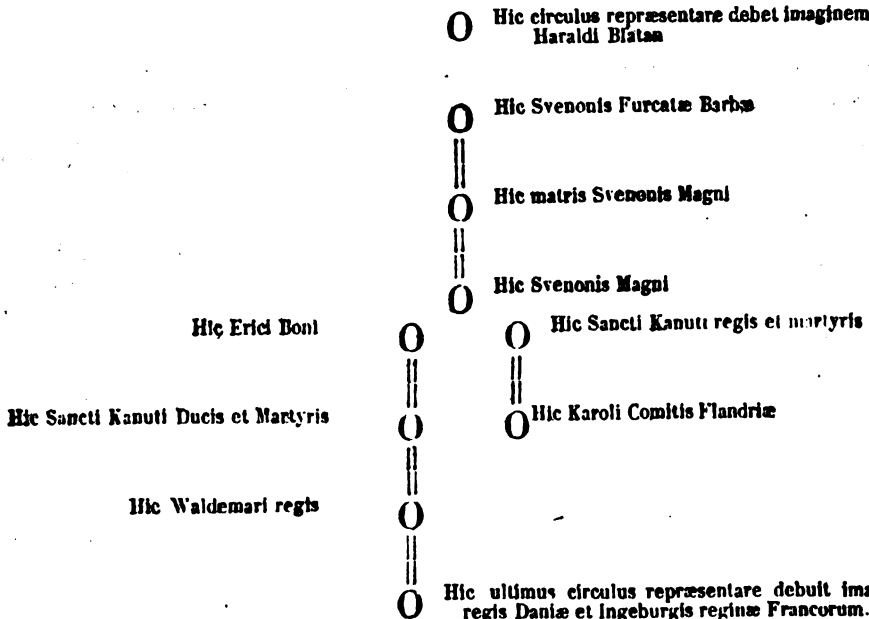 Hic circulus repræsentare debet imaginem
Haraldi Blatan
Hic Svenonis Furcatæ Barbæ
Hic matris Svenonis Magni
Hic Svenonis Magni
Hic Erici Boni
Hic Sancti Kanuti regis et martyris
Hic Sancti Kanuti Ducis et Martyris
Hic Karoli Comitis Flandriæ
Hic Waldemari regis
Hic ultimus circulus repræsentare debuit
regis Daniæ et Ingeburgis reginæ Francorum.